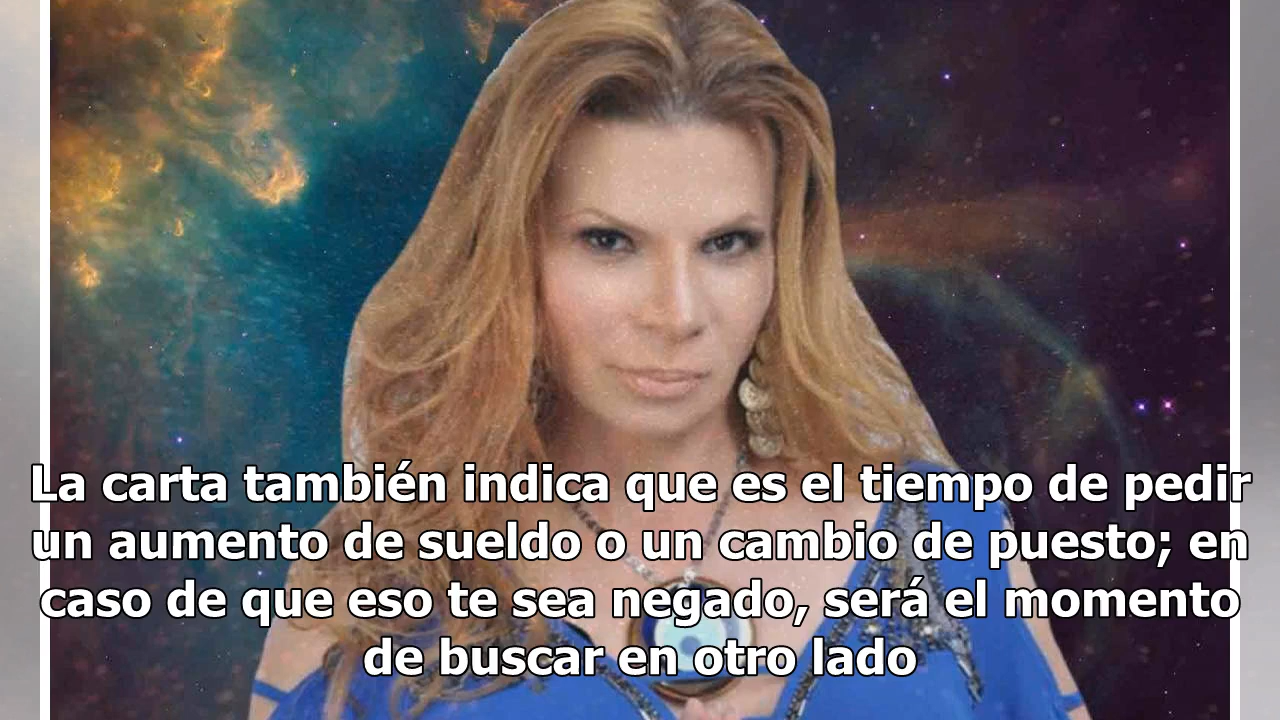 La carta también indica que es el tiempo de pedir
un aumento de sueldo o un cambio de puesto; en
caso de que eso te sea negado, será el momento
de buscar en otro lado